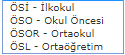 ÖSİ - İlkokul
ÖSO - Okul Öncesi
ÖSOR - Ortaokul
ÖSL - Ortaöğretim